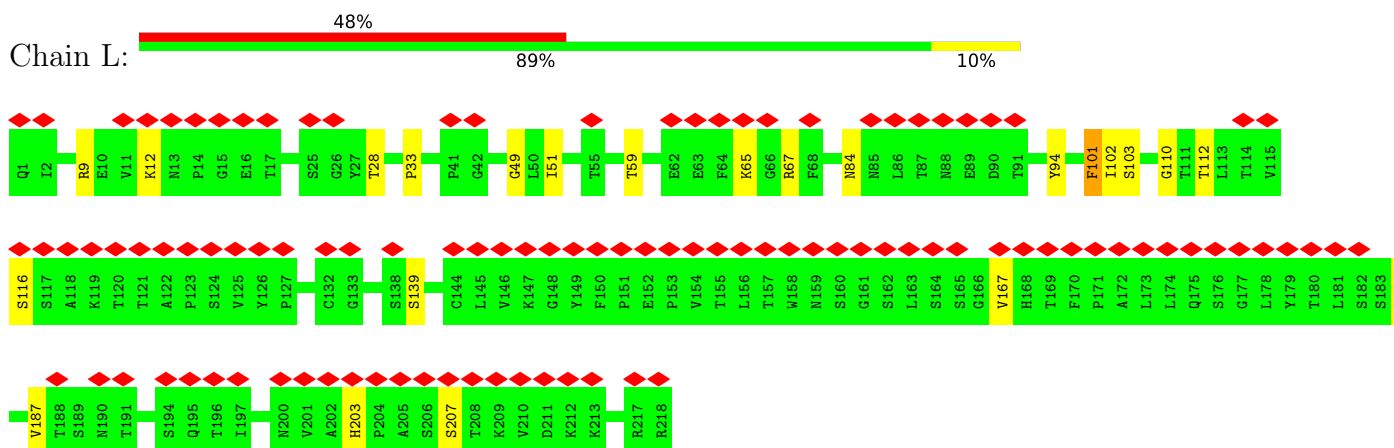 48%
Chain L:
89% 10%
Q1 I2 R9 E10 V11 K12 N13 P14 G15 E16 T17 S25 G26 Y27 T28 P33 P41 G42 G49 L50 I51 T55 T59 E62 E63 F64 K65 G66 R67 F68 N84 N85 L86 T87 N88 E89 D90 T91 Y94 F101 I102 S103 G110 T111 T112 L113 T114 V115
S116 S117 A118 K119 T120 T121 A122 P123 S124 V125 Y126 P127 C132 G133 S138 S139 C144 L145 V146 K147 G148 Y149 F150 P151 E152 P153 V154 T155 L156 T157 W158 N159 S160 G161 S162 L163 S164 S165 G166 V167 H168 T169 F170 P171 A172 L173 L174 Q175 S176 G177 L178 Y179 T180 L181 S182 S183
V187 T188 S189 N190 T191 S194 Q195 T196 I197 N200 V201 A202 H203 P204 A205 S206 S207 T208 K209 V210 D211 K212 K213 R217 R218